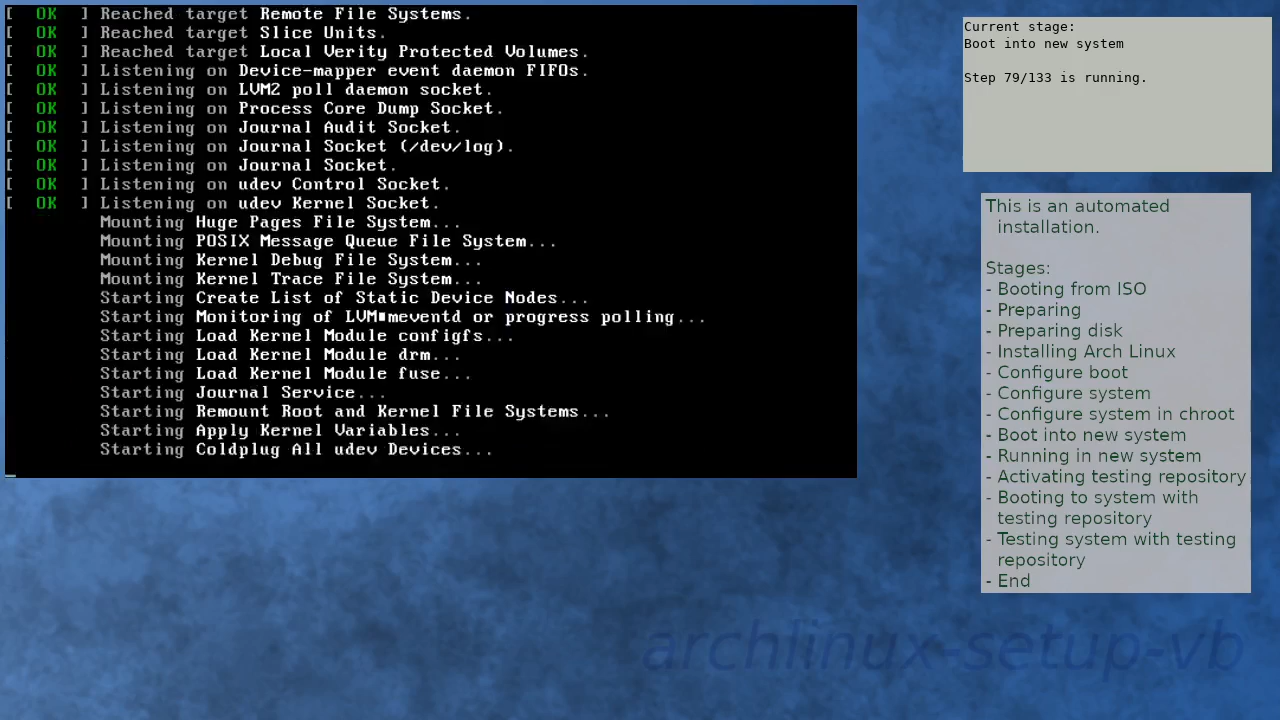 [  OK  ] Reached target Remote File Systems.
[  OK  ] Reached target Slice Units.
[  OK  ] Reached target Local Verity Protected Volumes.
[  OK  ] Listening on Device-mapper event daemon FIFOs.
[  OK  ] Listening on LVM2 poll daemon socket.
[  OK  ] Listening on Process Core Dump Socket.
[  OK  ] Listening on Journal Audit Socket.
[  OK  ] Listening on Journal Socket (/dev/log).
[  OK  ] Listening on Journal Socket.
[  OK  ] Listening on udev Control Socket.
[  OK  ] Listening on udev Kernel Socket.
Mounting Huge Pages File System...
Mounting POSIX Message Queue File System...
Mounting Kernel Debug File System...
Mounting Kernel Trace File System...
Starting Create List of Static Device Nodes...
Starting Monitoring of LVM■meventd or progress polling...
Starting Load Kernel Module configfs...
Starting Load Kernel Module drm...
Starting Load Kernel Module fuse...
Starting Journal Service...
Starting Remount Root and Kernel File Systems...
Starting Apply Kernel Variables...
Starting Coldplug All udev Devices...
Current stage:
Boot into new system
Step 79/133 is running.
This is an automated
installation.
Stages:
- Booting from ISO
- Preparing
- Preparing disk
- Installing Arch Linux
- Configure boot
- Configure system
- Configure system in chroot
- Boot into new system
- Running in new system
- Activating testing repository
- Booting to system with
testing repository
- Testing system with testing
repository
- End
archlinux-setup-vb